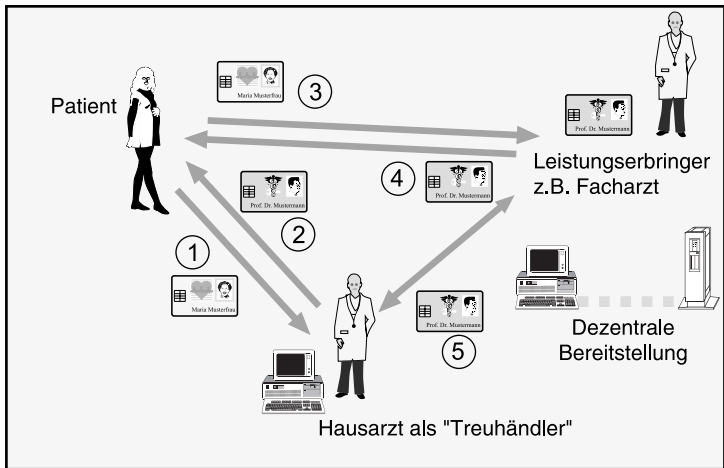 Maria Musterfrau
3
Patient
Prof. Dr. Mustermann
Leistungserbringer
z.B. Facharzt
4
Prof. Dr. Mustermann
2
Prof. Dr. Mustermann
1
Maria Musterfrau
Prof. Dr. Mustermann
5
Dezentrale
Bereitstellung
Hausarzt als "Treuhändler"